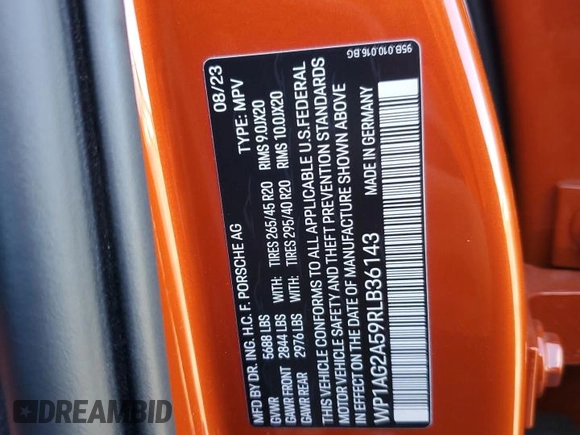 MFD BY DR. ING. H.C. F. PORSCHE AG 08/23
GVWR 5688 LBS TYPE: MPV
GAWR FRONT 2844 LBS WITH: TIRES 265/45 R20 RIMS 9.0JX20
GAWR REAR 2976 LBS WITH: TIRES 295/40 R20 RIMS 10.0JX20
THIS VEHICLE CONFORMS TO ALL APPLICABLE U.S.FEDERAL
MOTOR VEHICLE SAFETY AND THEFT PREVENTION STANDARDS
IN EFFECT ON DATE OF MANUFACTURE SHOWN ABOVE
WP1AG2A59RLB36143 MADE IN GERMANY
95B.010.016.BG
DREAMBID